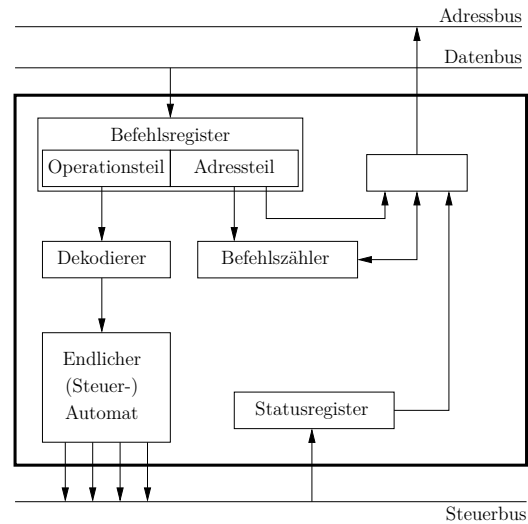 Adressbus
Datenbus
Befehlsregister
Operationsteil
Adressteil
Dekodierer
Befehlszähler
Endlicher
(Steuer-)
Automat
Statusregister
Steuerbus